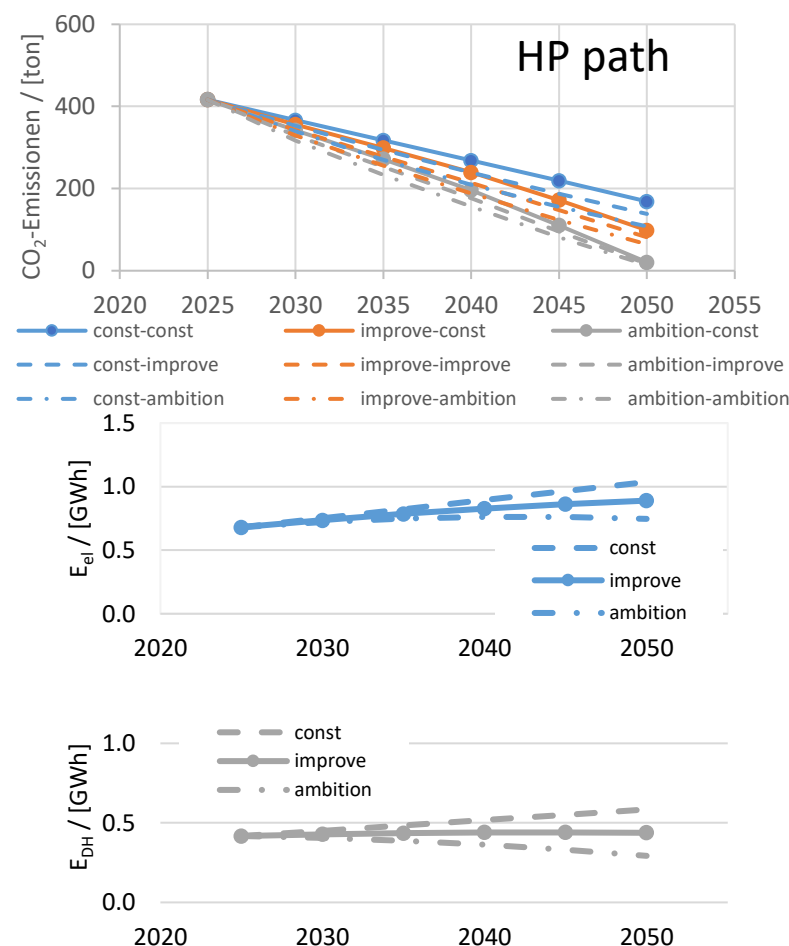 HP path
CO₂-Emissionen / [ton]
600
400
200
0
2020 2025 2030 2035 2040 2045 2050 2055
const-const improve-const ambition-const
const-improve improve-improve ambition-improve
const-ambition improve-ambition ambition-ambition
E_el / [GWh]
1.5
1.0
0.5
0.0
const
improve
ambition
2020 2030 2040 2050
E_DH / [GWh]
1.0
0.5
0.0
const
improve
ambition
2020 2030 2040 2050